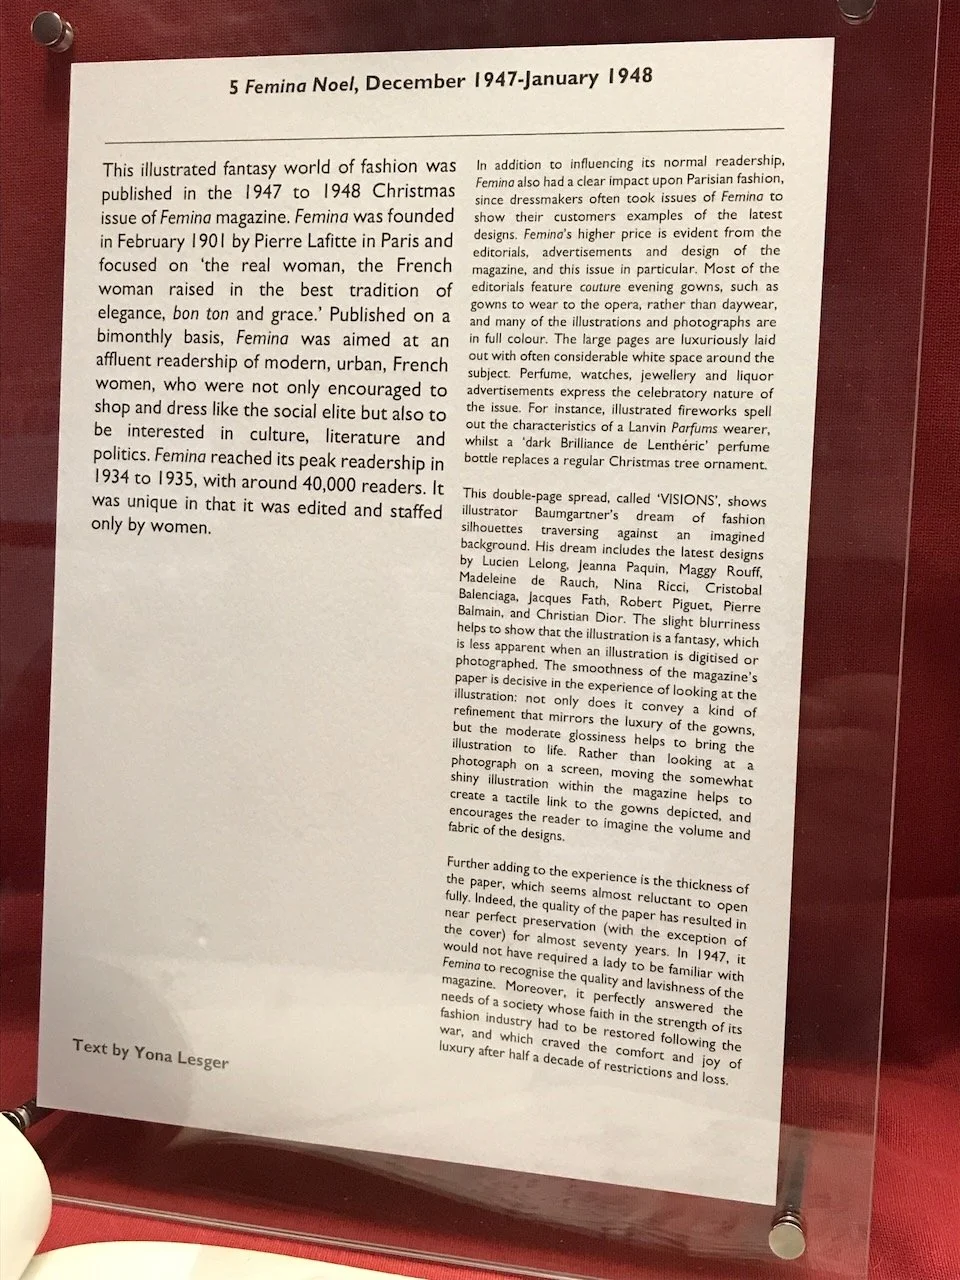 5 Femina Noel, December 1947-January 1948
This illustrated fantasy world of fashion was
published in the 1947 to 1948 Christmas
issue of Femina magazine. Femina was founded
in February 1901 by Pierre Lafitte in Paris and
focused on ‘the real woman, the French
woman raised in the best tradition of
elegance, bon ton and grace.’ Published on a
bimonthly basis, Femina was aimed at an
affluent readership of modern, urban, French
women, who were not only encouraged to
shop and dress like the social elite but also to
be interested in culture, literature and
politics. Femina reached its peak readership in
1934 to 1935, with around 40,000 readers. It
was unique in that it was edited and staffed
only by women.
Text by Yona Lesger
In addition to influencing its normal readership,
Femina also had a clear impact upon Parisian fashion,
since dressmakers often took issues of Femina to
show their customers examples of the latest
designs. Femina's higher price is evident from the
editorials, advertisements and design of the
magazine, and this issue in particular. Most of the
editorials feature couture evening gowns, such as
gowns to wear to the opera, rather than daywear,
and many of the illustrations and photographs are
in full colour. The large pages are luxuriously laid
out with often considerable white space around the
subject. Perfume, watches, jewellery and liquor
advertisements express the celebratory nature of
the issue. For instance, illustrated fireworks spell
out the characteristics of a Lanvin Parfums wearer,
whilst a ‘dark Brilliance de Lenthéric’ perfume
bottle replaces a regular Christmas tree ornament.
This double-page spread, called ‘VISIONS’, shows
illustrator Baumgartner's dream of fashion
silhouettes traversing against an imagined
background. His dream includes the latest designs
by Lucien Lelong, Jeanna Paquin, Maggy Rouff,
Madeleine de Rauch, Nina Ricci, Cristobal
Balenciaga, Jacques Fath, Robert Piguet, Pierre
Balmain, and Christian Dior. The slight blurriness
helps to show that the illustration is a fantasy, which
is less apparent when an illustration is digitised or
photographed. The smoothness of the magazine's
paper is decisive in the experience of looking at the
illustration: not only does it convey a kind of
refinement that mirrors the luxury of the gowns,
but the moderate glossiness helps to bring the
illustration to life. Rather than looking at a
photograph on a screen, moving the somewhat
shiny illustration within the magazine helps to
create a tactile link to the gowns depicted, and
encourages the reader to imagine the volume and
fabric of the designs.
Further adding to the experience is the thickness of
the paper, which seems almost reluctant to open
fully. Indeed, the quality of the paper has resulted in
near perfect preservation (with the exception of
the cover) for almost seventy years. In 1947, it
would not have required a lady to be familiar with
Femina to recognise the quality and lavishness of the
magazine. Moreover, it perfectly answered the
needs of a society whose faith in the strength of its
fashion industry had to be restored following the
war, and which craved the comfort and joy of
luxury after half a decade of restrictions and loss.